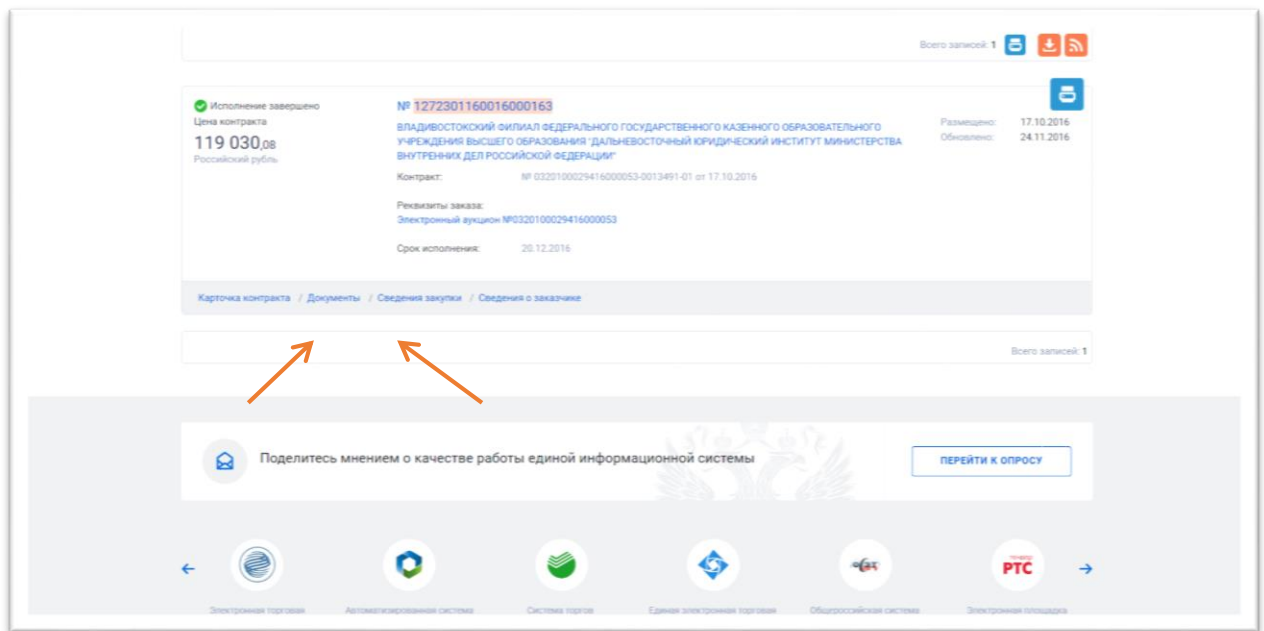 Всего записей: 1
Исполнение завершено
Цена контракта
119 030,08
Российский рубль
№ 1272301160016000163
ВЛАДИВОСТОКСКИЙ ФИЛИАЛ ФЕДЕРАЛЬНОГО ГОСУДАРСТВЕННОГО КАЗЕННОГО ОБРАЗОВАТЕЛЬНОГО
УЧРЕЖДЕНИЯ ВЫСШЕГО ОБРАЗОВАНИЯ "ДАЛЬНЕВОСТОЧНЫЙ ЮРИДИЧЕСКИЙ ИНСТИТУТ МИНИСТЕРСТВА
ВНУТРЕННИХ ДЕЛ РОССИЙСКОЙ ФЕДЕРАЦИИ"
Контракт: № 0320100029416000053-0013491-01 от 17.10.2016
Реквизиты заказа:
Электронный аукцион №0320100029416000053
Срок исполнения: 20.12.2016
Размещено: 17.10.2016
Обновлено: 24.11.2016
Карточка контракта / Документы / Сведения закупки / Сведения о заказчике
Всего записей: 1
Поделитесь мнением о качестве работы единой информационной системы
ПЕРЕЙТИ К ОПРОСУ
РТС
Электронная торговая
Автоматизированная система
Система торгов
Единая электронная торговая
Общероссийская система
Электронная площадка